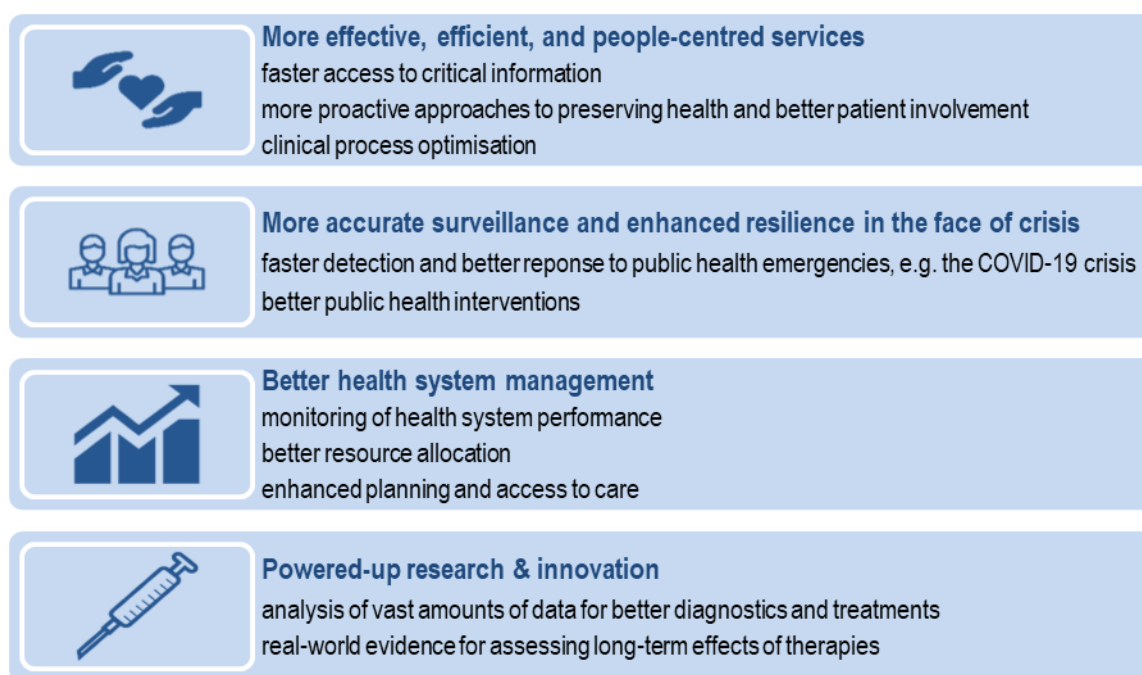 More effective, efficient, and people-centred services
faster access to critical information
more proactive approaches to preserving health and better patient involvement
clinical process optimisation
More accurate surveillance and enhanced resilience in the face of crisis
faster detection and better reponse to public health emergencies, e.g. the COVID-19 crisis
better public health interventions
Better health system management
monitoring of health system performance
better resource allocation
enhanced planning and access to care
Powered-up research & innovation
analysis of vast amounts of data for better diagnostics and treatments
real-world evidence for assessing long-term effects of therapies